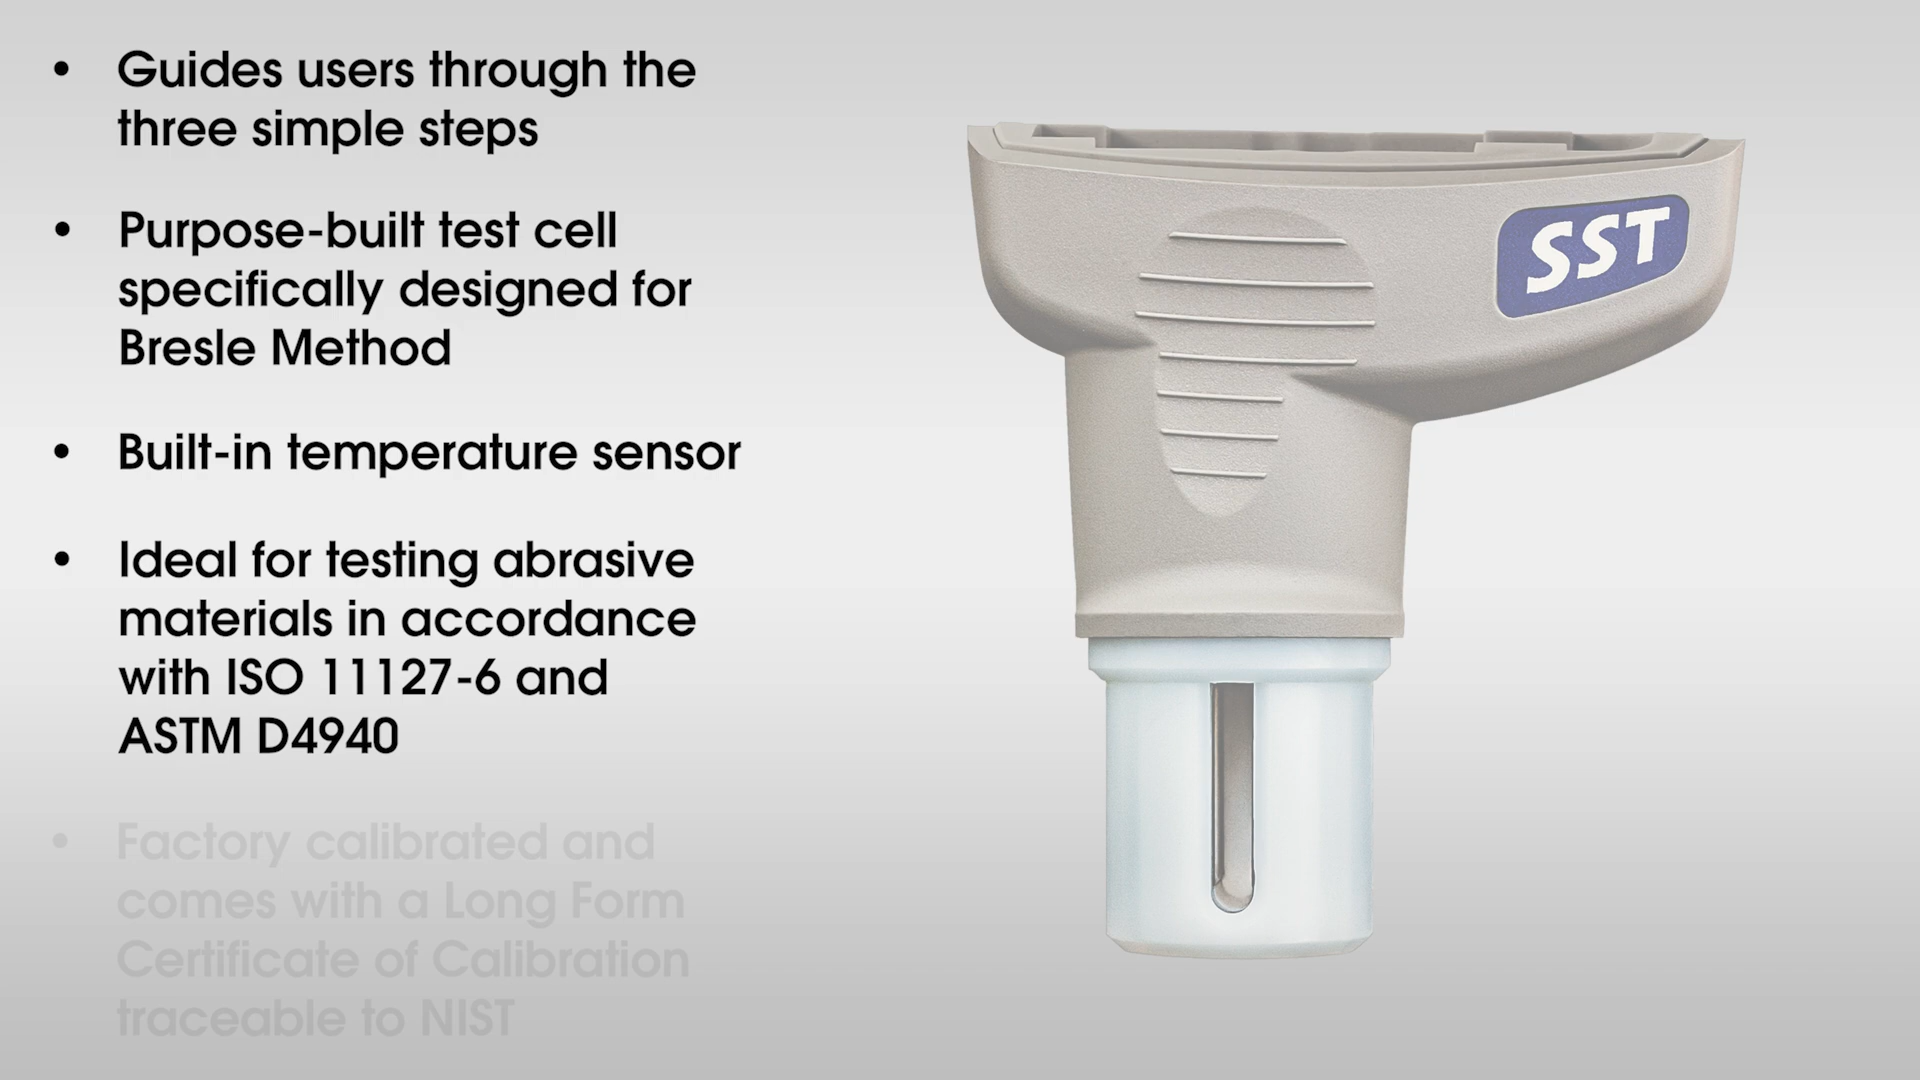 • Guides users through the
three simple steps
• Purpose-built test cell
specifically designed for
Bresle Method
• Built-in temperature sensor
• Ideal for testing abrasive
materials in accordance
with ISO 11127-6 and
ASTM D4940
• Factory calibrated and
comes with a Long Form
Certificate of Calibration
traceable to NIST
SST